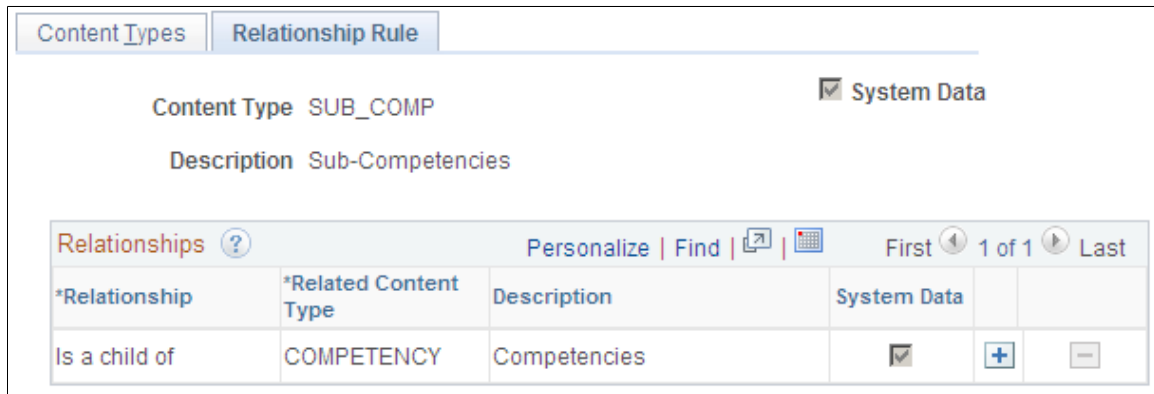 Content Types Relationship Rule
Content Type SUB_COMP System Data
Description Sub-Competencies
Relationships ? Personalize | Find | | First 1 of 1 Last
*Relationship *Related Content Type Description System Data
Is a child of COMPETENCY Competencies + -